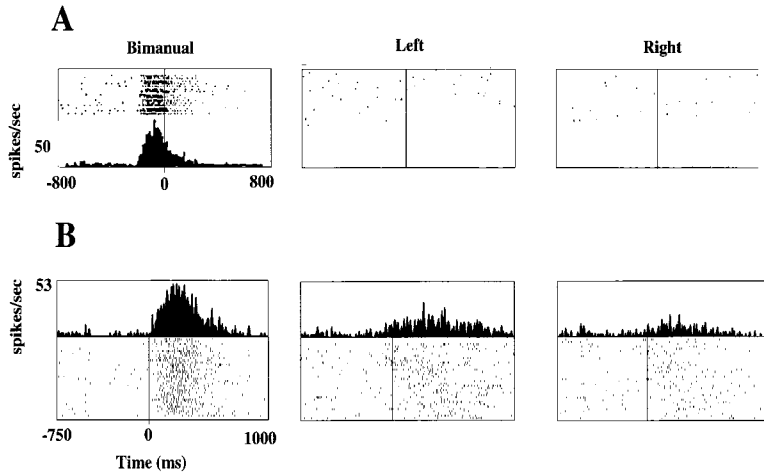 A
Bimanual
Left
Right
spikes/sec
50
-800
0
800
B
spikes/sec
53
-750
0
1000
Time (ms)